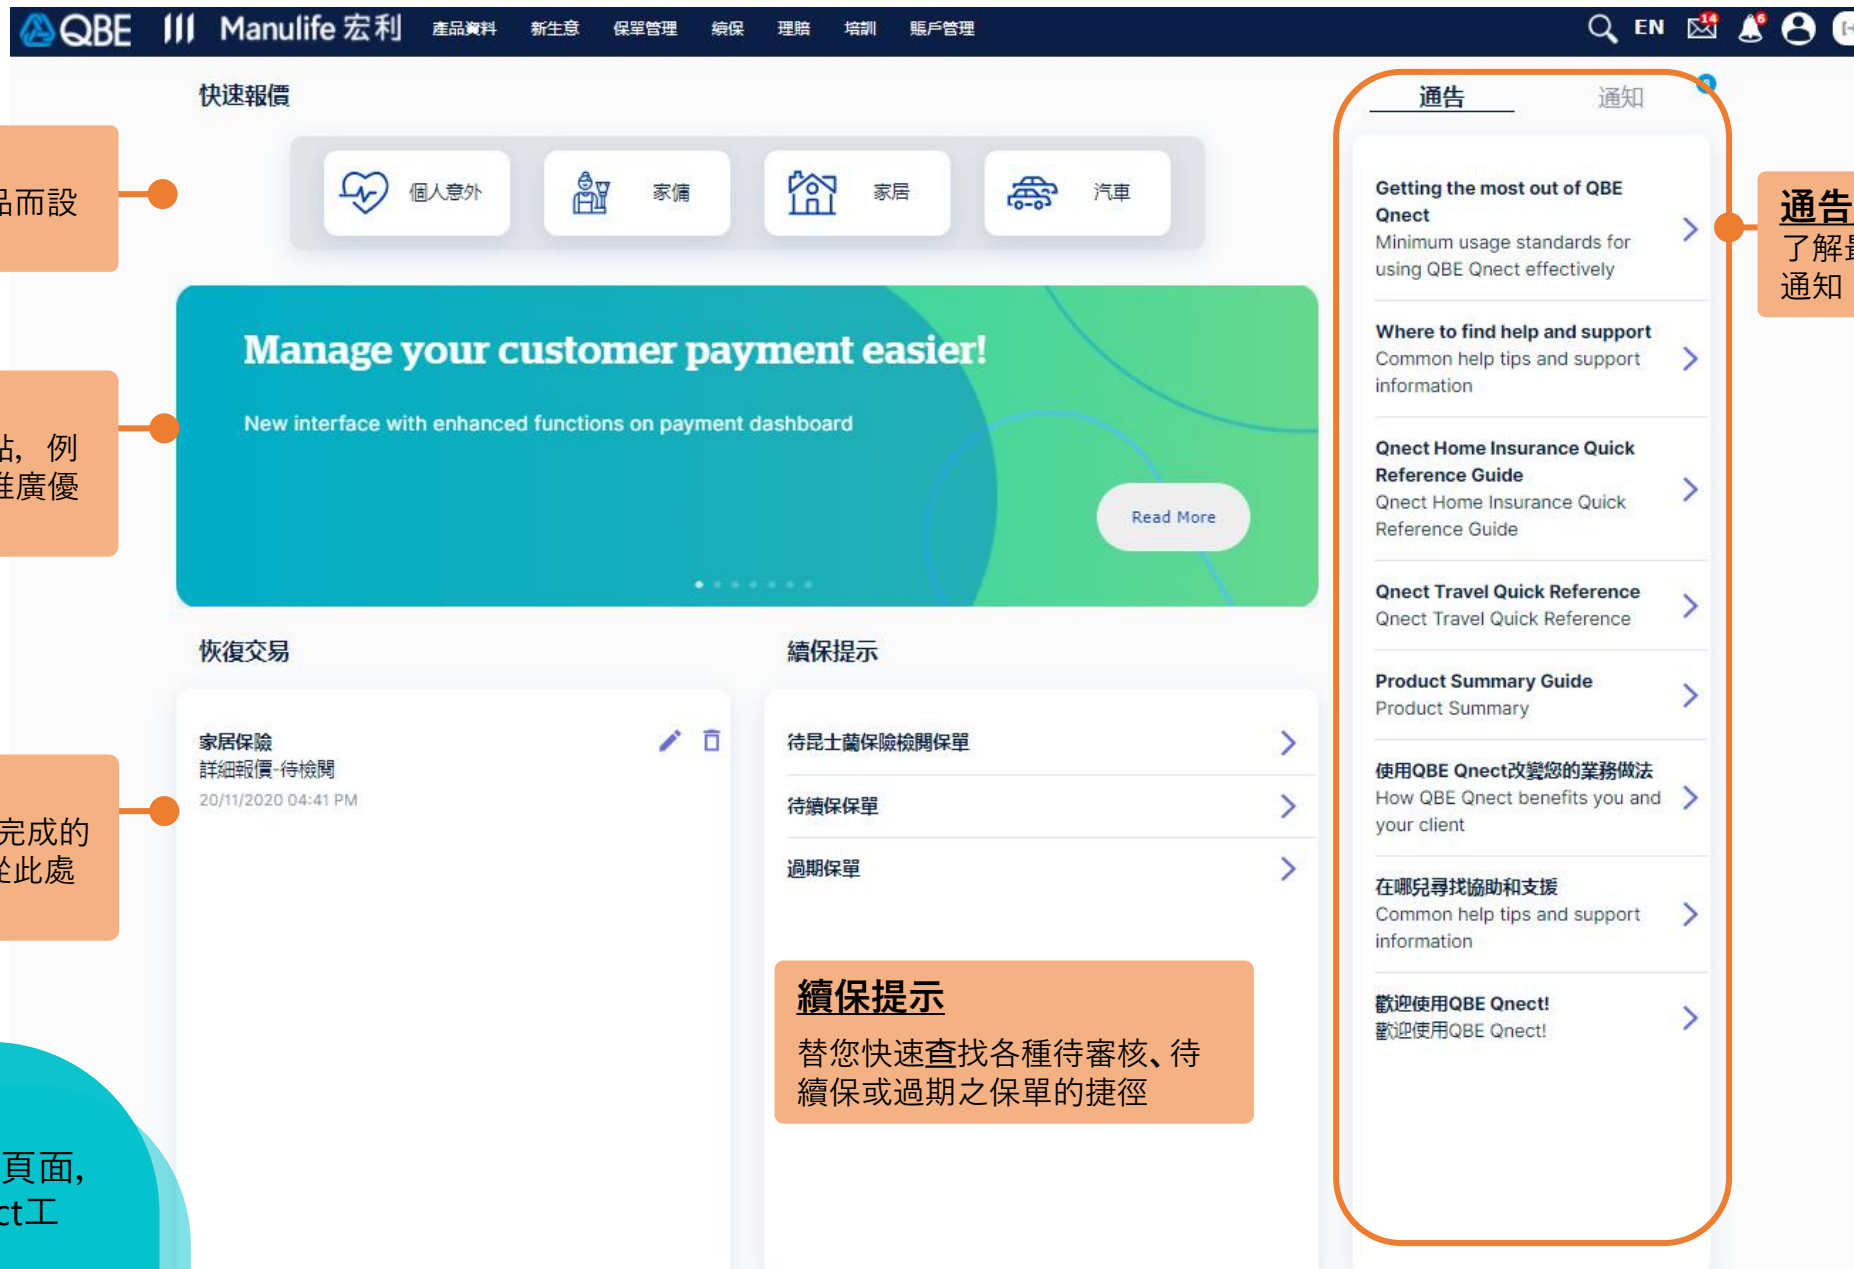 QBE Manulife 宏利 產品資料 新生意 保單管理 續保 理賠 培訓 賬戶管理 EN 14 6
快速報價
個人意外 家傭 家居 汽車
品而設
Manage your customer payment easier!
New interface with enhanced functions on payment dashboard
Read More
點, 例
推廣優
恢復交易
家居保險
詳細報價-待檢閱
20/11/2020 04:41 PM
完成的
從此處
續保提示
待昆士蘭保險檢閱保單
待續保保單
過期保單
續保提示
替您快速查找各種待審核、待
續保或過期之保單的捷徑
頁面,
ct工
通告 通知
Getting the most out of QBE
Qnect
Minimum usage standards for
using QBE Qnect effectively
Where to find help and support
Common help tips and support
information
Qnect Home Insurance Quick
Reference Guide
Qnect Home Insurance Quick
Reference Guide
Qnect Travel Quick Reference
Qnect Travel Quick Reference
Product Summary Guide
Product Summary
使用QBE Qnect改變您的業務做法
How QBE Qnect benefits you and
your client
在哪兒尋找協助和支援
Common help tips and support
information
歡迎使用QBE Qnect!
歡迎使用QBE Qnect!
通告
了解最
通知